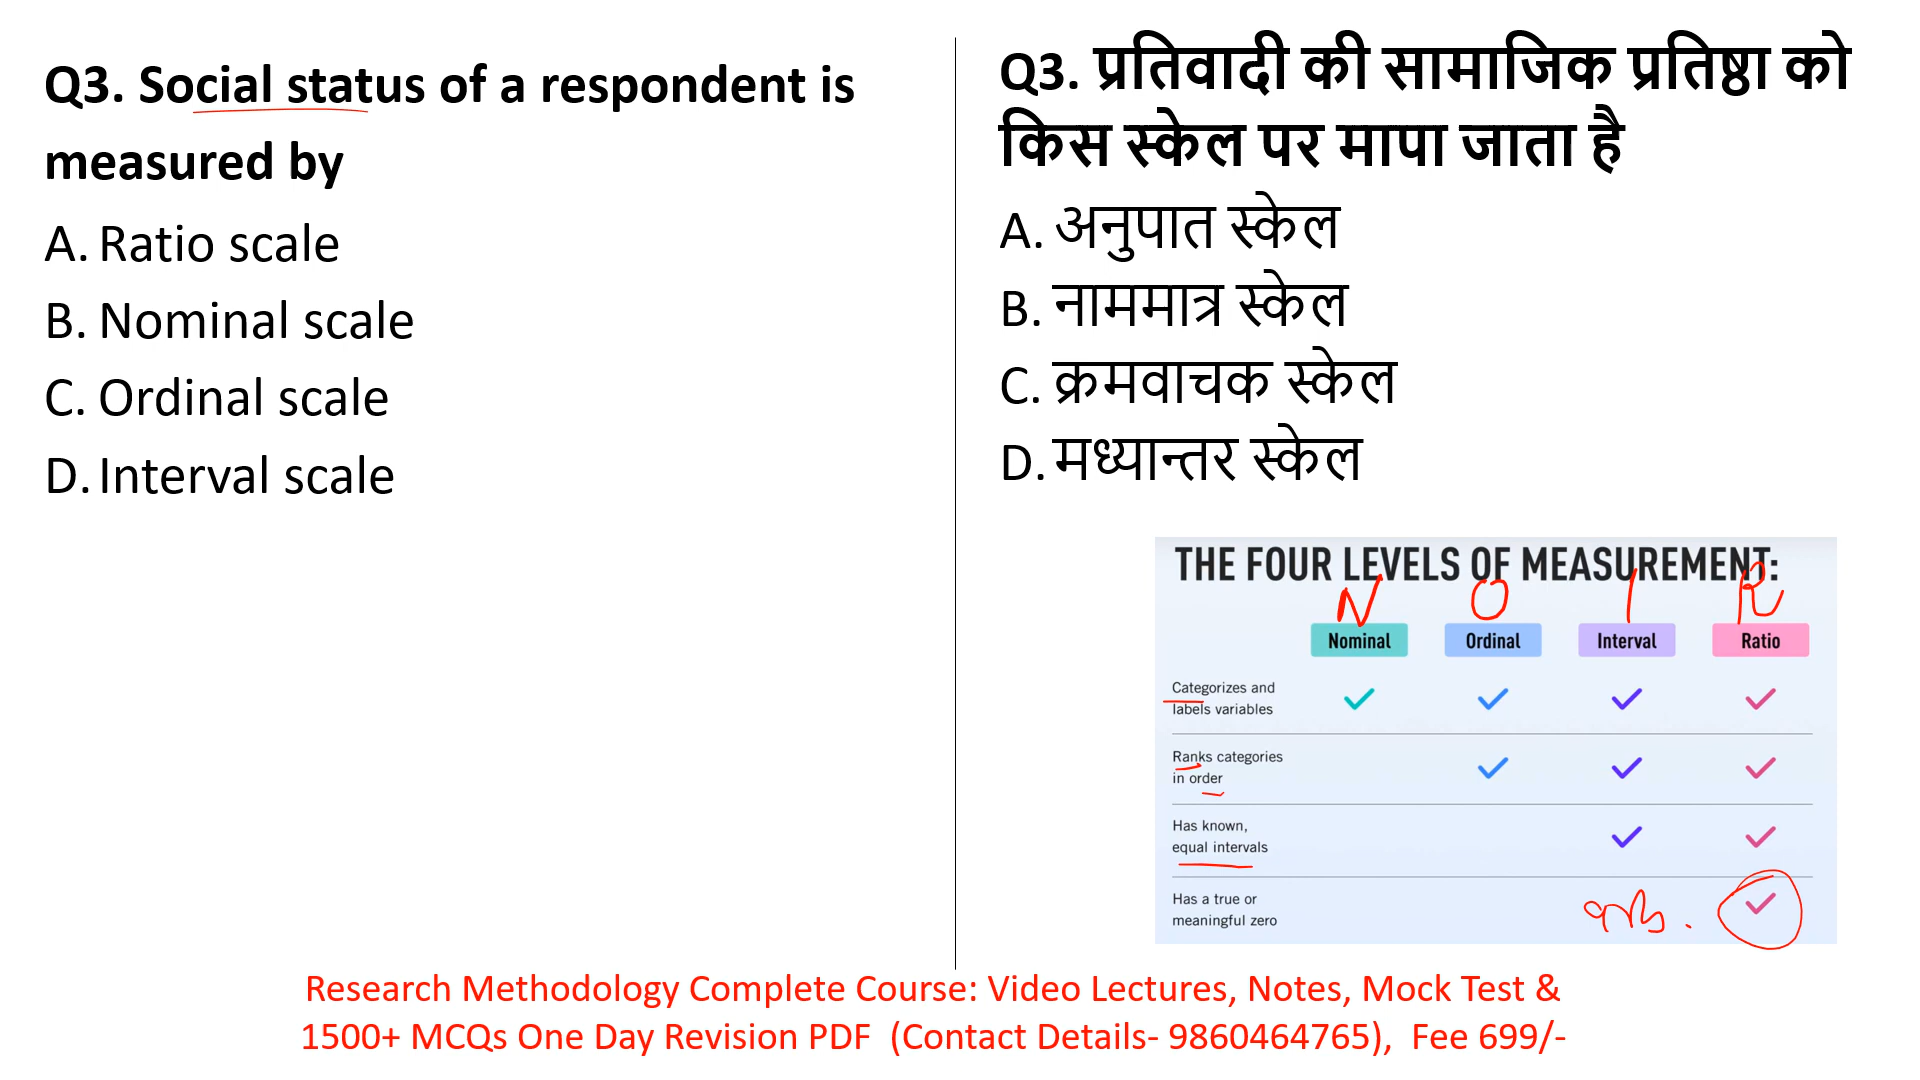 Q3. Social status of a respondent is
measured by
A. Ratio scale
B. Nominal scale
C. Ordinal scale
D. Interval scale
Q3. प्रतिवादी की सामाजिक प्रतिष्ठा को
किस स्केल पर मापा जाता है
A. अनुपात स्केल
B. नाममात्र स्केल
C. क्रमवाचक स्केल
D. मध्यान्तर स्केल
THE FOUR LEVELS OF MEASUREMENT:
N O I R
Nominal Ordinal Interval Ratio
Categorizes and
labels variables
Ranks categories
in order
Has known,
equal intervals
Has a true or
meaningful zero
Research Methodology Complete Course: Video Lectures, Notes, Mock Test &
1500+ MCQs One Day Revision PDF (Contact Details- 9860464765), Fee 699/-